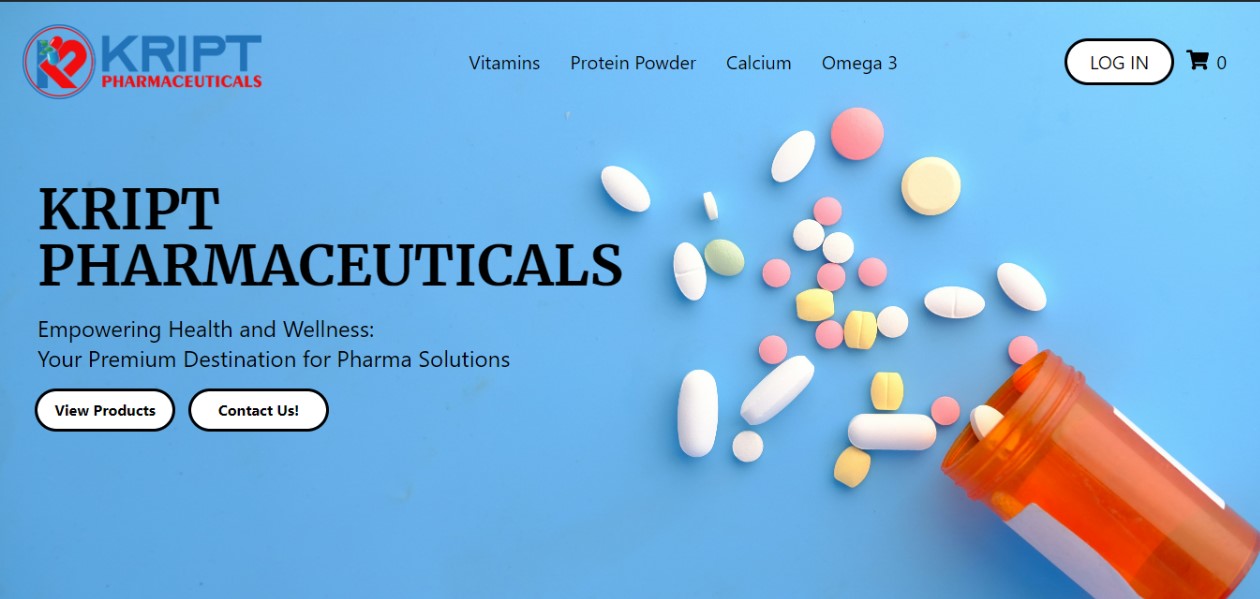 KRIPT
PHARMACEUTICALS
Vitamins Protein Powder Calcium Omega 3
LOG IN 0
KRIPT
PHARMACEUTICALS
Empowering Health and Wellness:
Your Premium Destination for Pharma Solutions
View Products Contact Us!